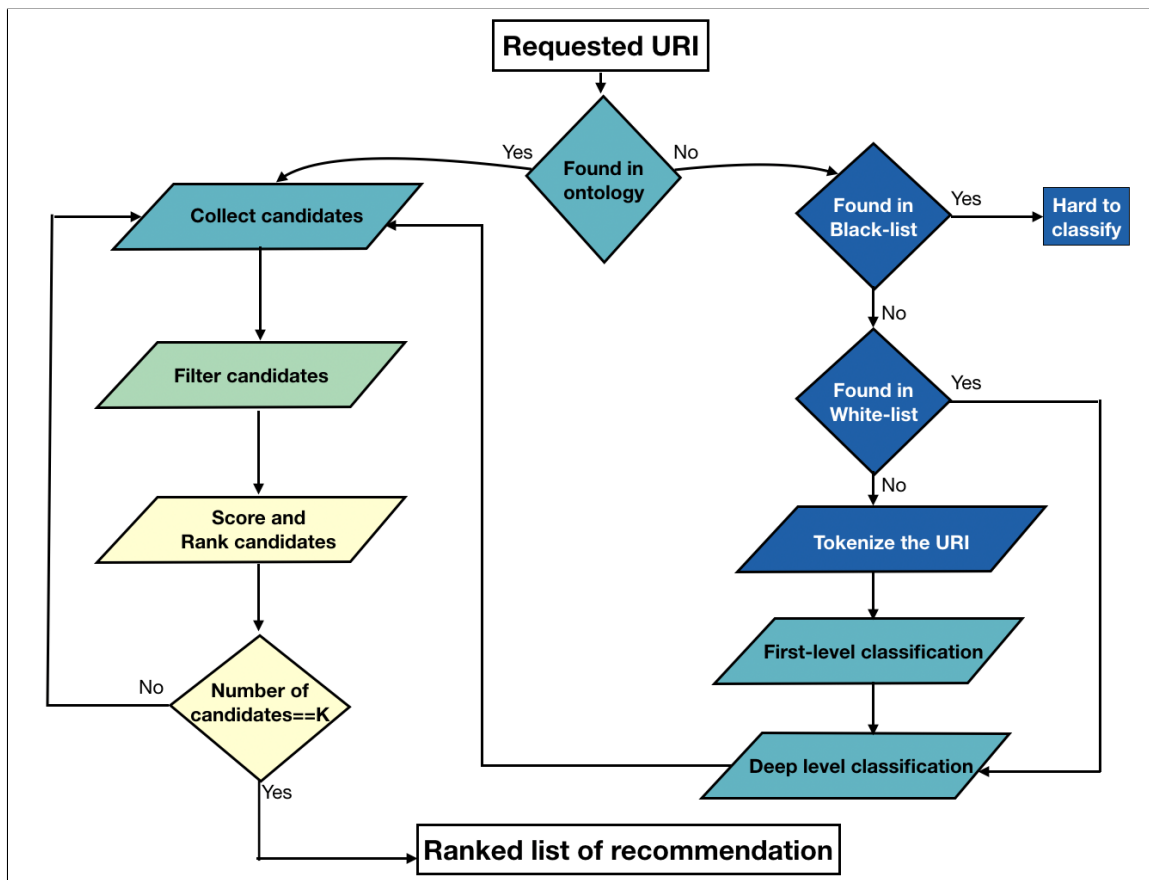 Requested URI
Yes
Found in
ontology
No
Collect candidates
Found in
Black-list
Yes
Hard to
classify
No
Filter candidates
Found in
White-list
Yes
No
Score and
Rank candidates
Tokenize the URI
First-level classification
No
Number of
candidates==K
Deep level classification
Yes
Ranked list of recommendation